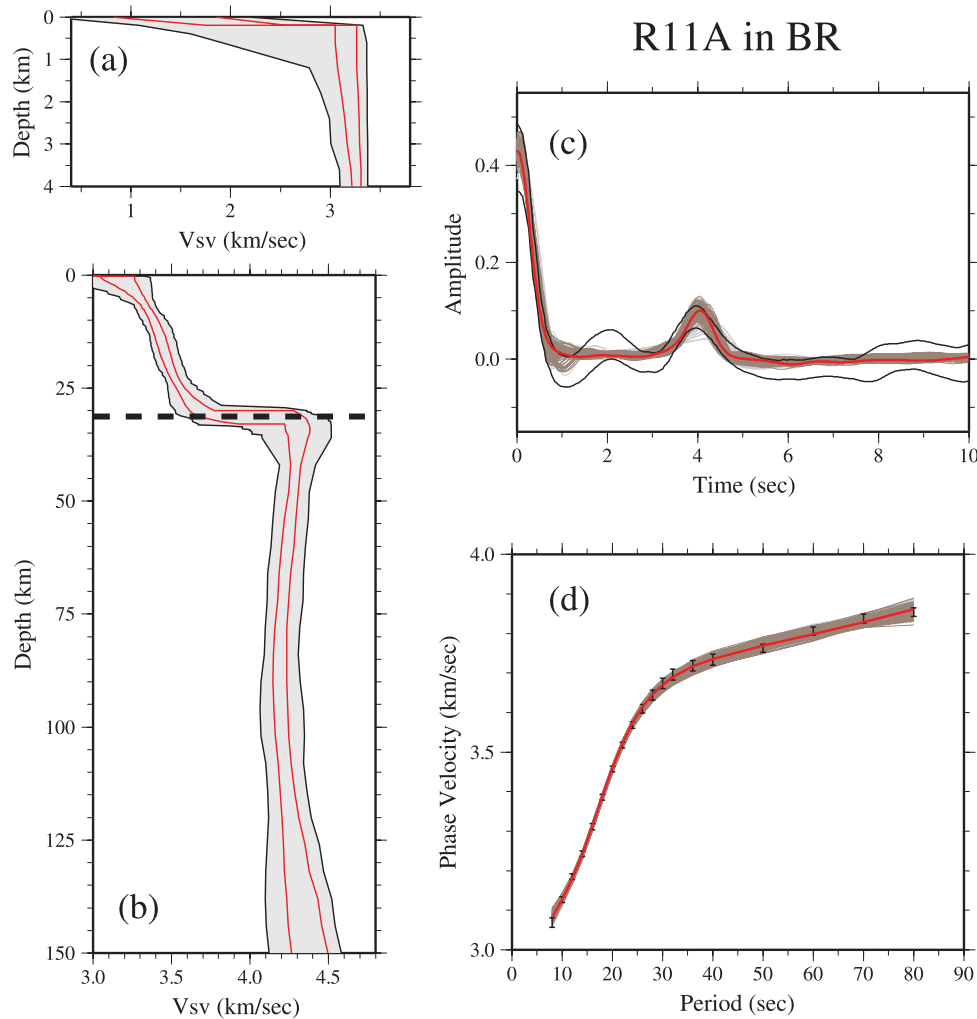 R11A in BR
0
1
2
3
4
Depth (km)
(a)
1 2 3
Vsv (km/sec)
0
25
50
75
100
125
150
Depth (km)
(b)
3.0 3.5 4.0 4.5
Vsv (km/sec)
(c)
0.4
0.2
0.0
Amplitude
0 2 4 6 8 10
Time (sec)
(d)
4.0
3.5
3.0
Phase Velocity (km/sec)
0 10 20 30 40 50 60 70 80 90
Period (sec)